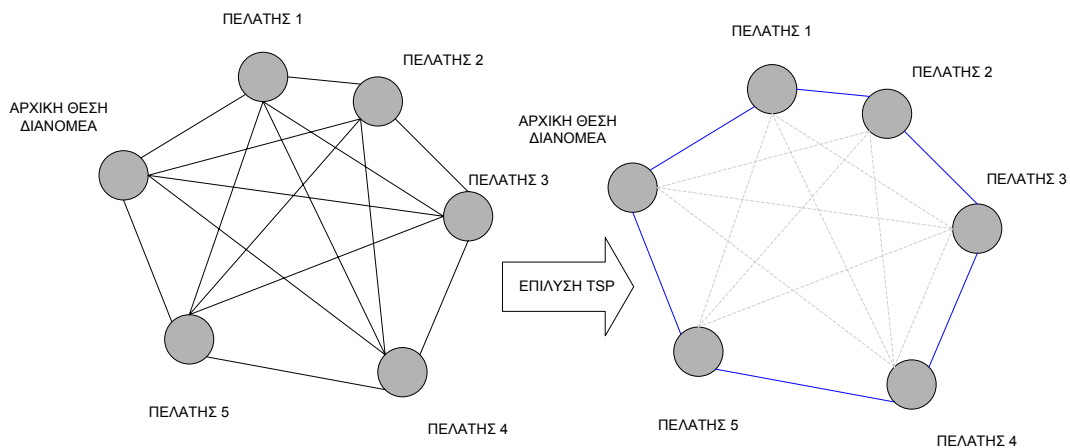 ΠΕΛΑΤΗΣ 1
ΠΕΛΑΤΗΣ 2
ΑΡΧΙΚΗ ΘΕΣΗ
ΔΙΑΝΟΜΕΑ
ΠΕΛΑΤΗΣ 3
ΠΕΛΑΤΗΣ 5
ΠΕΛΑΤΗΣ 4
ΕΠΙΛΥΣΗ TSP
ΠΕΛΑΤΗΣ 1
ΠΕΛΑΤΗΣ 2
ΑΡΧΙΚΗ ΘΕΣΗ
ΔΙΑΝΟΜΕΑ
ΠΕΛΑΤΗΣ 3
ΠΕΛΑΤΗΣ 5
ΠΕΛΑΤΗΣ 4